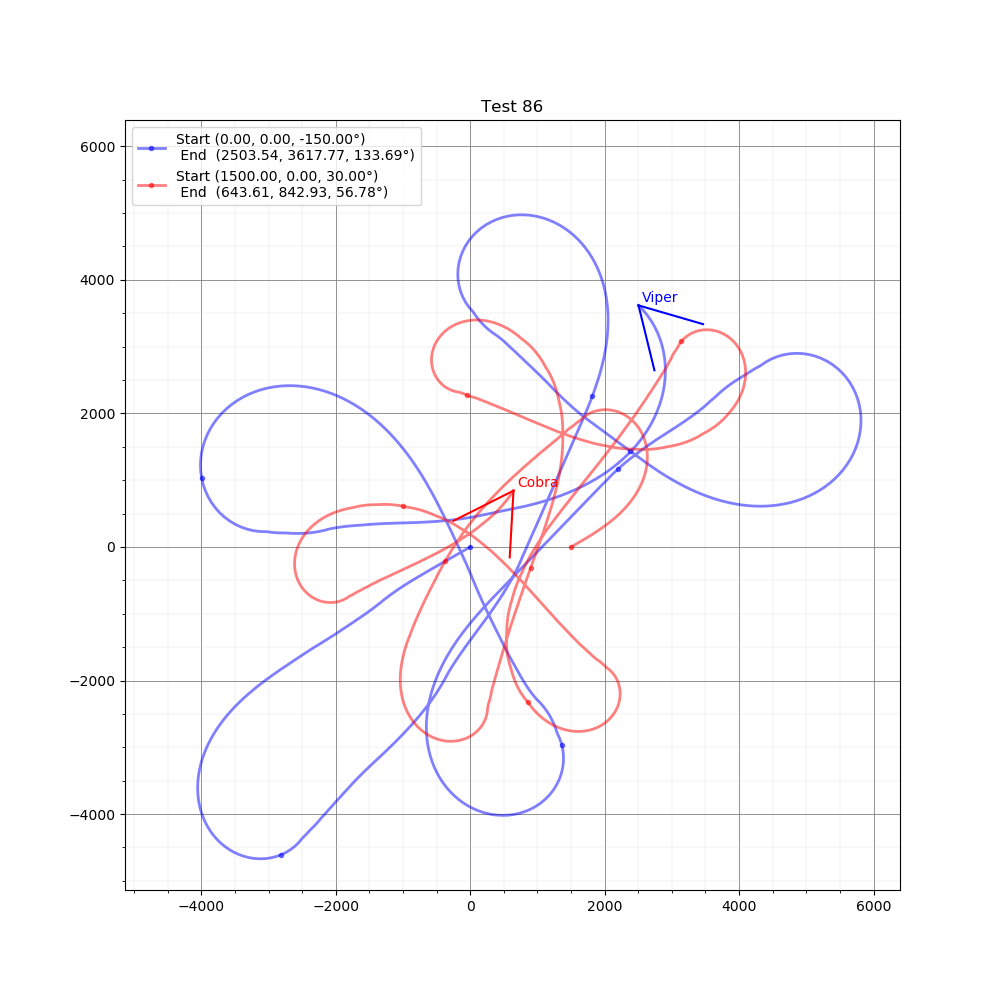 Test 86
Start (0.00, 0.00, -150.00°)
End (2503.54, 3617.77, 133.69°)
Start (1500.00, 0.00, 30.00°)
End (643.61, 842.93, 56.78°)
6000
4000
2000
0
−2000
−4000
Viper
Cobra
−4000 −2000 0 2000 4000 6000